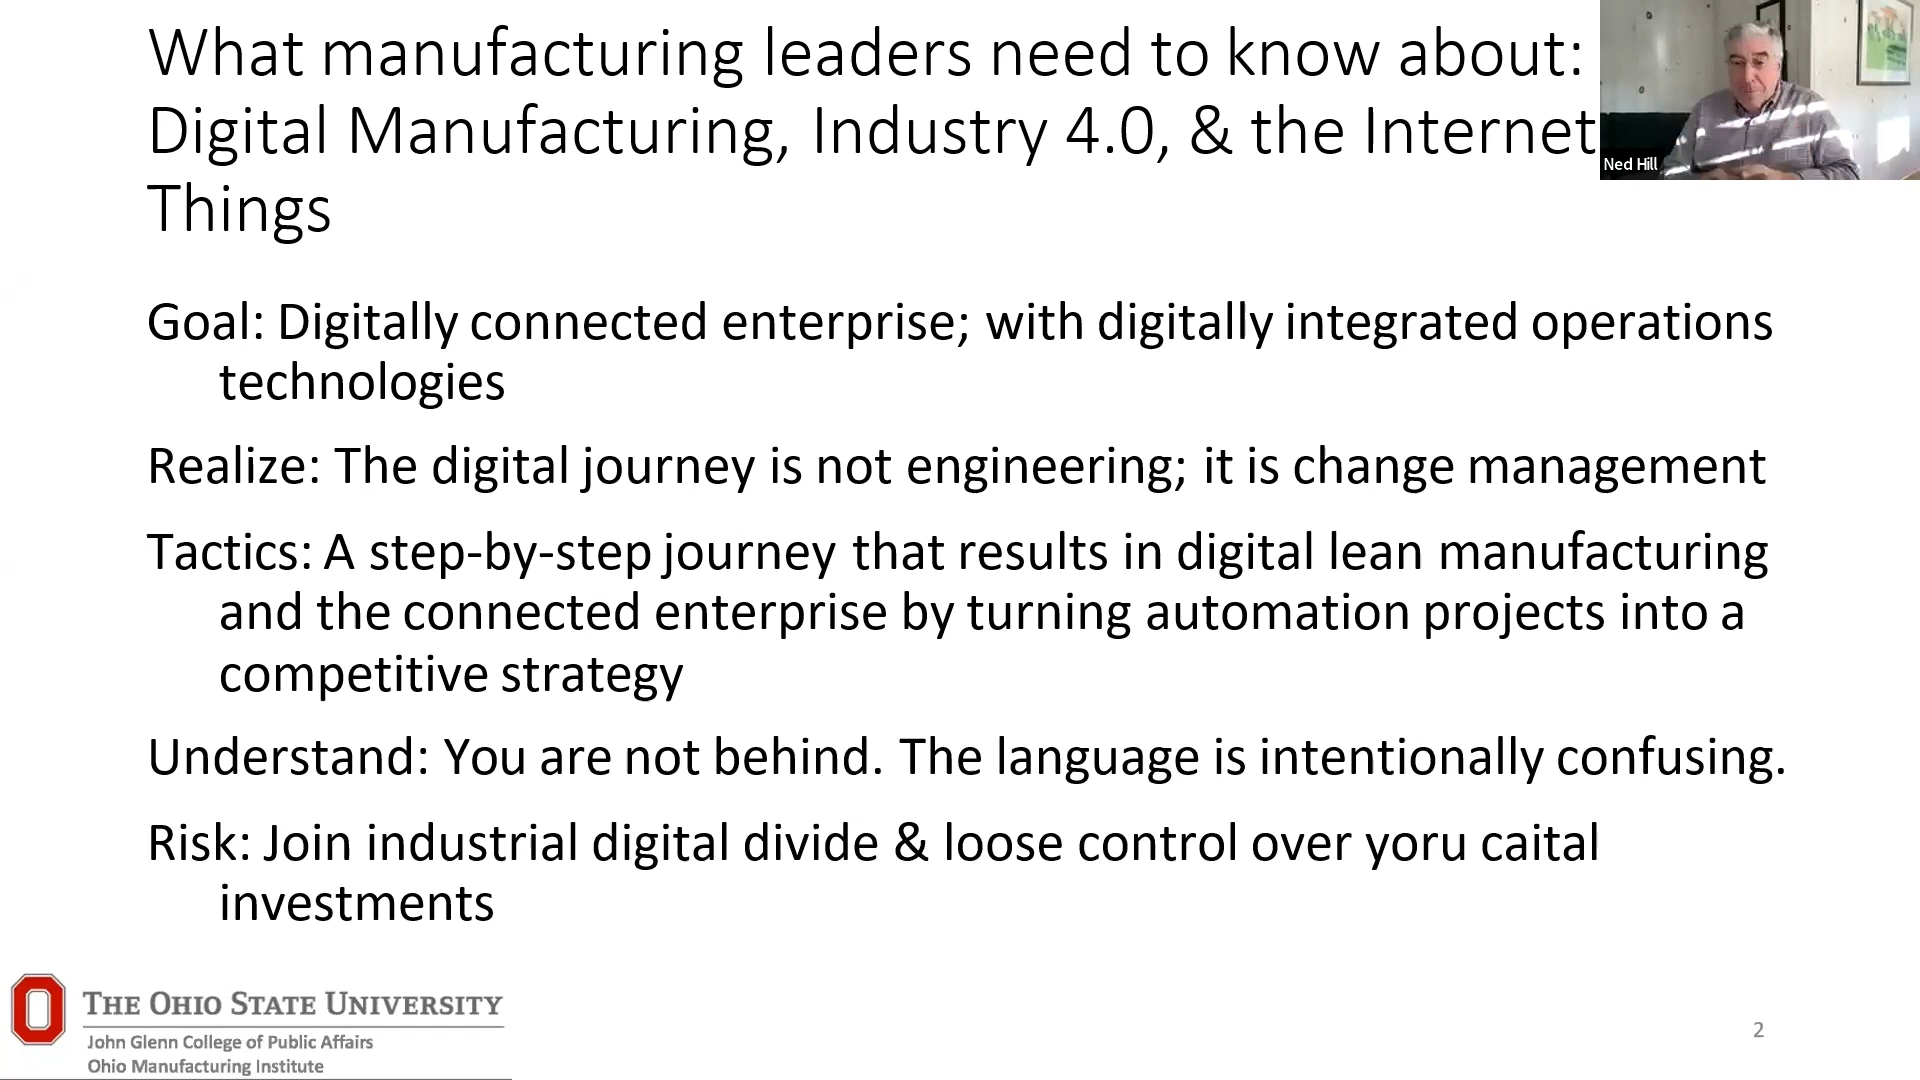 What manufacturing leaders need to know about:
Digital Manufacturing, Industry 4.0, & the Internet
Things
Ned Hill
Goal: Digitally connected enterprise; with digitally integrated operations
technologies
Realize: The digital journey is not engineering; it is change management
Tactics: A step-by-step journey that results in digital lean manufacturing
and the connected enterprise by turning automation projects into a
competitive strategy
Understand: You are not behind. The language is intentionally confusing.
Risk: Join industrial digital divide & loose control over yoru caital
investments
THE OHIO STATE UNIVERSITY
John Glenn College of Public Affairs
Ohio Manufacturing Institute
2